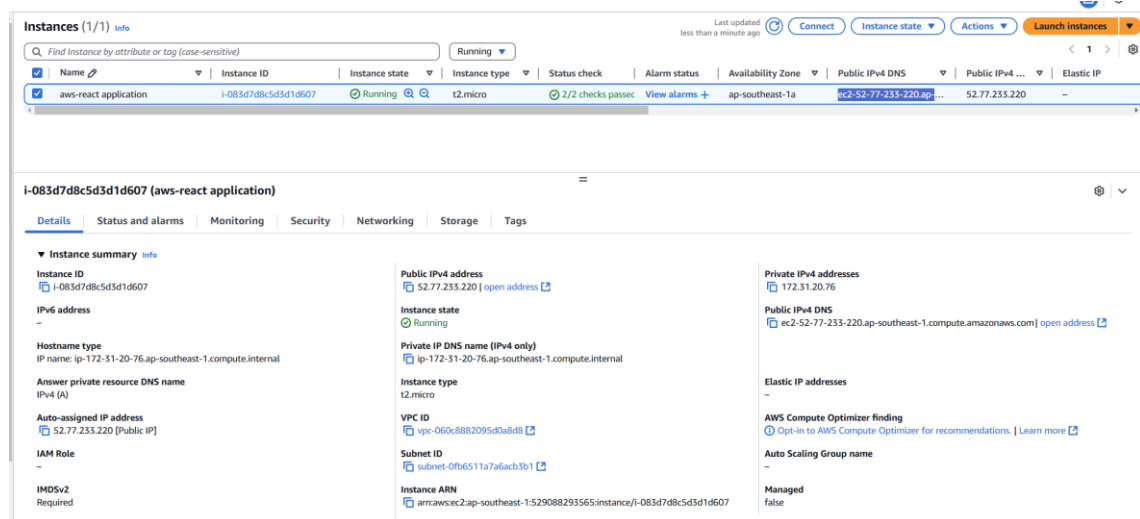 Instances (1/1) Info
Last updated
less than a minute ago
Connect
Instance state
Actions
Launch instances
Find Instance by attribute or tag (case-sensitive)
Running
1
Name
Instance ID
Instance state
Instance type
Status check
Alarm status
Availability Zone
Public IPv4 DNS
Public IPv4 ...
Elastic IP
aws-react application
i-083d7d8c5d3d1d607
Running
t2.micro
2/2 checks passec
View alarms +
ap-southeast-1a
ec2-52-77-233-220.ap-...
52.77.233.220
–
i-083d7d8c5d3d1d607 (aws-react application)
Details
Status and alarms
Monitoring
Security
Networking
Storage
Tags
Instance summary Info
Instance ID
i-083d7d8c5d3d1d607
Public IPv4 address
52.77.233.220 | open address
Private IPv4 addresses
172.31.20.76
IPv6 address
–
Instance state
Running
Public IPv4 DNS
ec2-52-77-233-220.ap-southeast-1.compute.amazonaws.com | open address
Hostname type
IP name: ip-172-31-20-76.ap-southeast-1.compute.internal
Private IP DNS name (IPv4 only)
ip-172-31-20-76.ap-southeast-1.compute.internal
Answer private resource DNS name
IPv4 (A)
Instance type
t2.micro
Elastic IP addresses
–
Auto-assigned IP address
52.77.233.220 [Public IP]
VPC ID
vpc-060c8882095d0a8d8
AWS Compute Optimizer finding
Opt-in to AWS Compute Optimizer for recommendations. | Learn more
IAM Role
–
Subnet ID
subnet-0fb6511a7a6acb3b1
Auto Scaling Group name
–
IMDSv2
Required
Instance ARN
arn:aws:ec2:ap-southeast-1:529088293565:instance/i-083d7d8c5d3d1d607
Managed
false